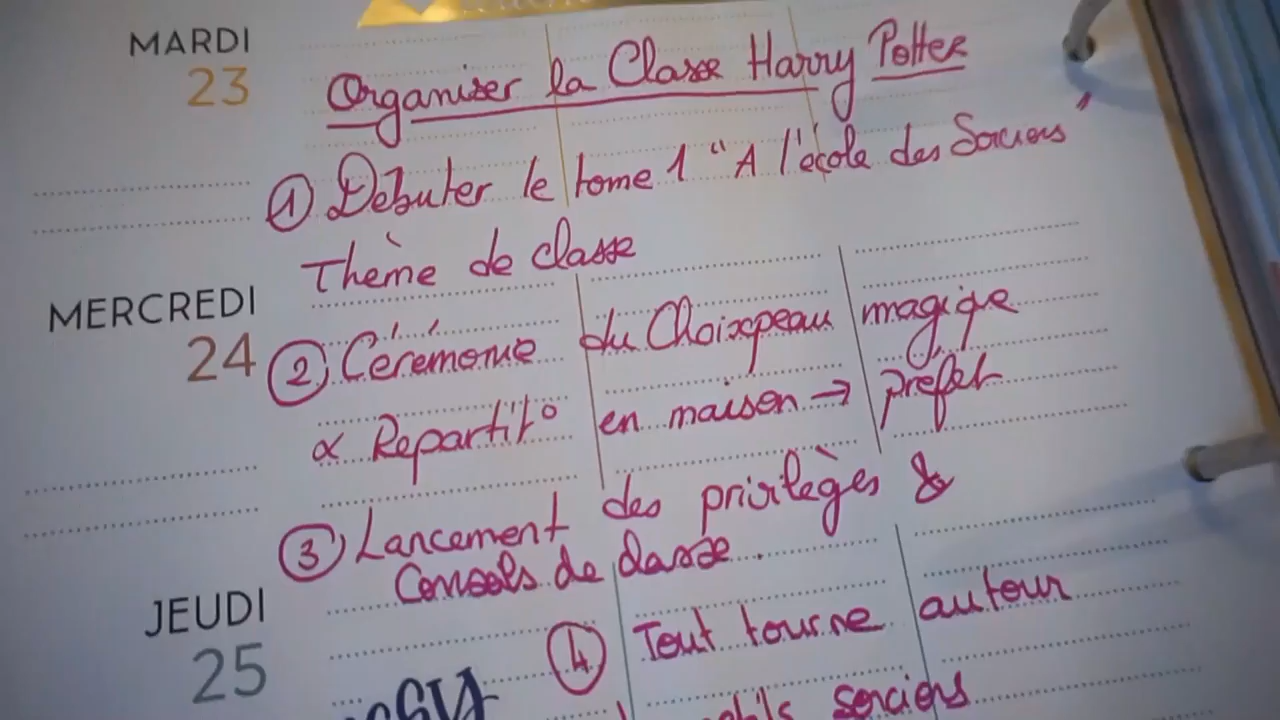 MARDI
23
Organiser la Classe Harry Potter
① Débuter le tome 1 "A l'école des Sorciers"
Thème de classe
MERCREDI
24
② Cérémonie du Choixpeau magique
& Repartit° en maison → préfet
③ Lancement des privilèges &
Conseils de classe.
JEUDI
25
④ Tout tourne autour
sorciers